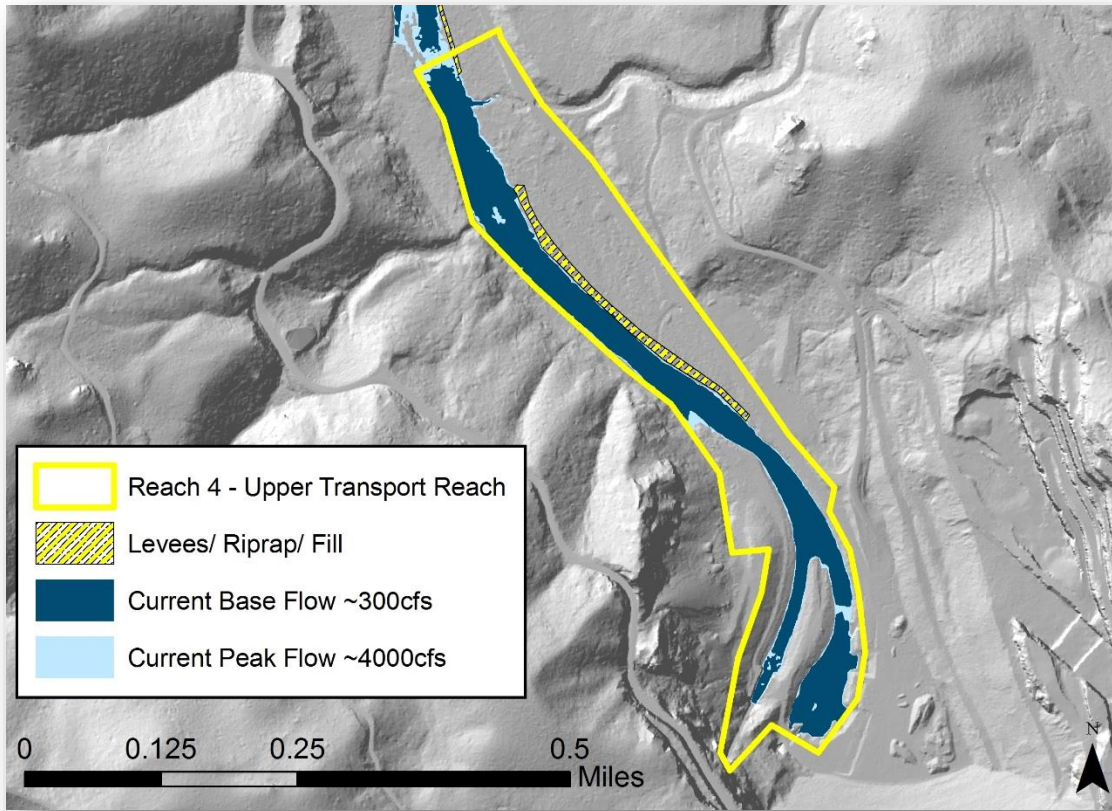 Reach 4 - Upper Transport Reach
Levees/ Riprap/ Fill
Current Base Flow ~300cfs
Current Peak Flow ~4000cfs
0 0.125 0.25 0.5
Miles
N